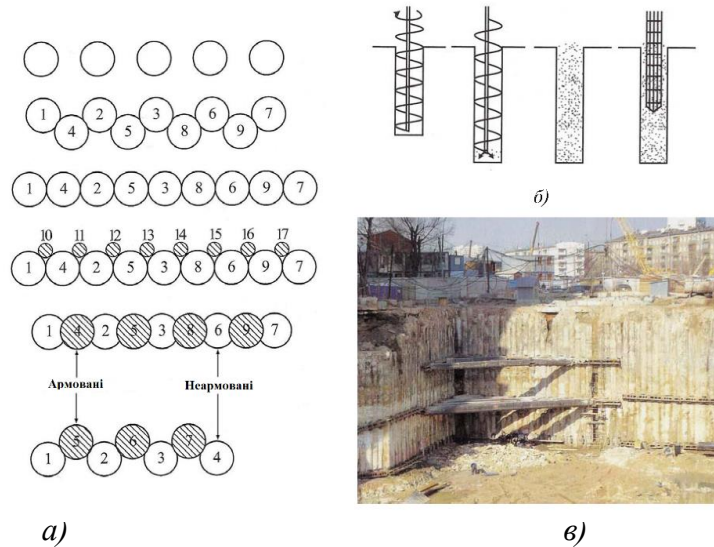 1 2 3 6 7
4 5 8 9
1 4 2 5 3 8 6 9 7
10 11 12 13 14 15 16 17
1 4 2 5 3 8 6 9 7
1 4 2 5 3 8 6 9 7
Армовані Неармовані
5 6 7
1 2 3 4
а)
б)
в)